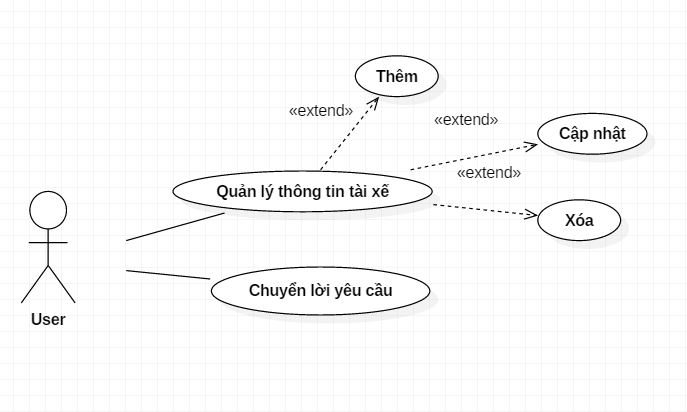 Thêm
«extend»
«extend»
Cập nhật
«extend»
Quản lý thông tin tài xế
Xóa
Chuyển lời yêu cầu
User